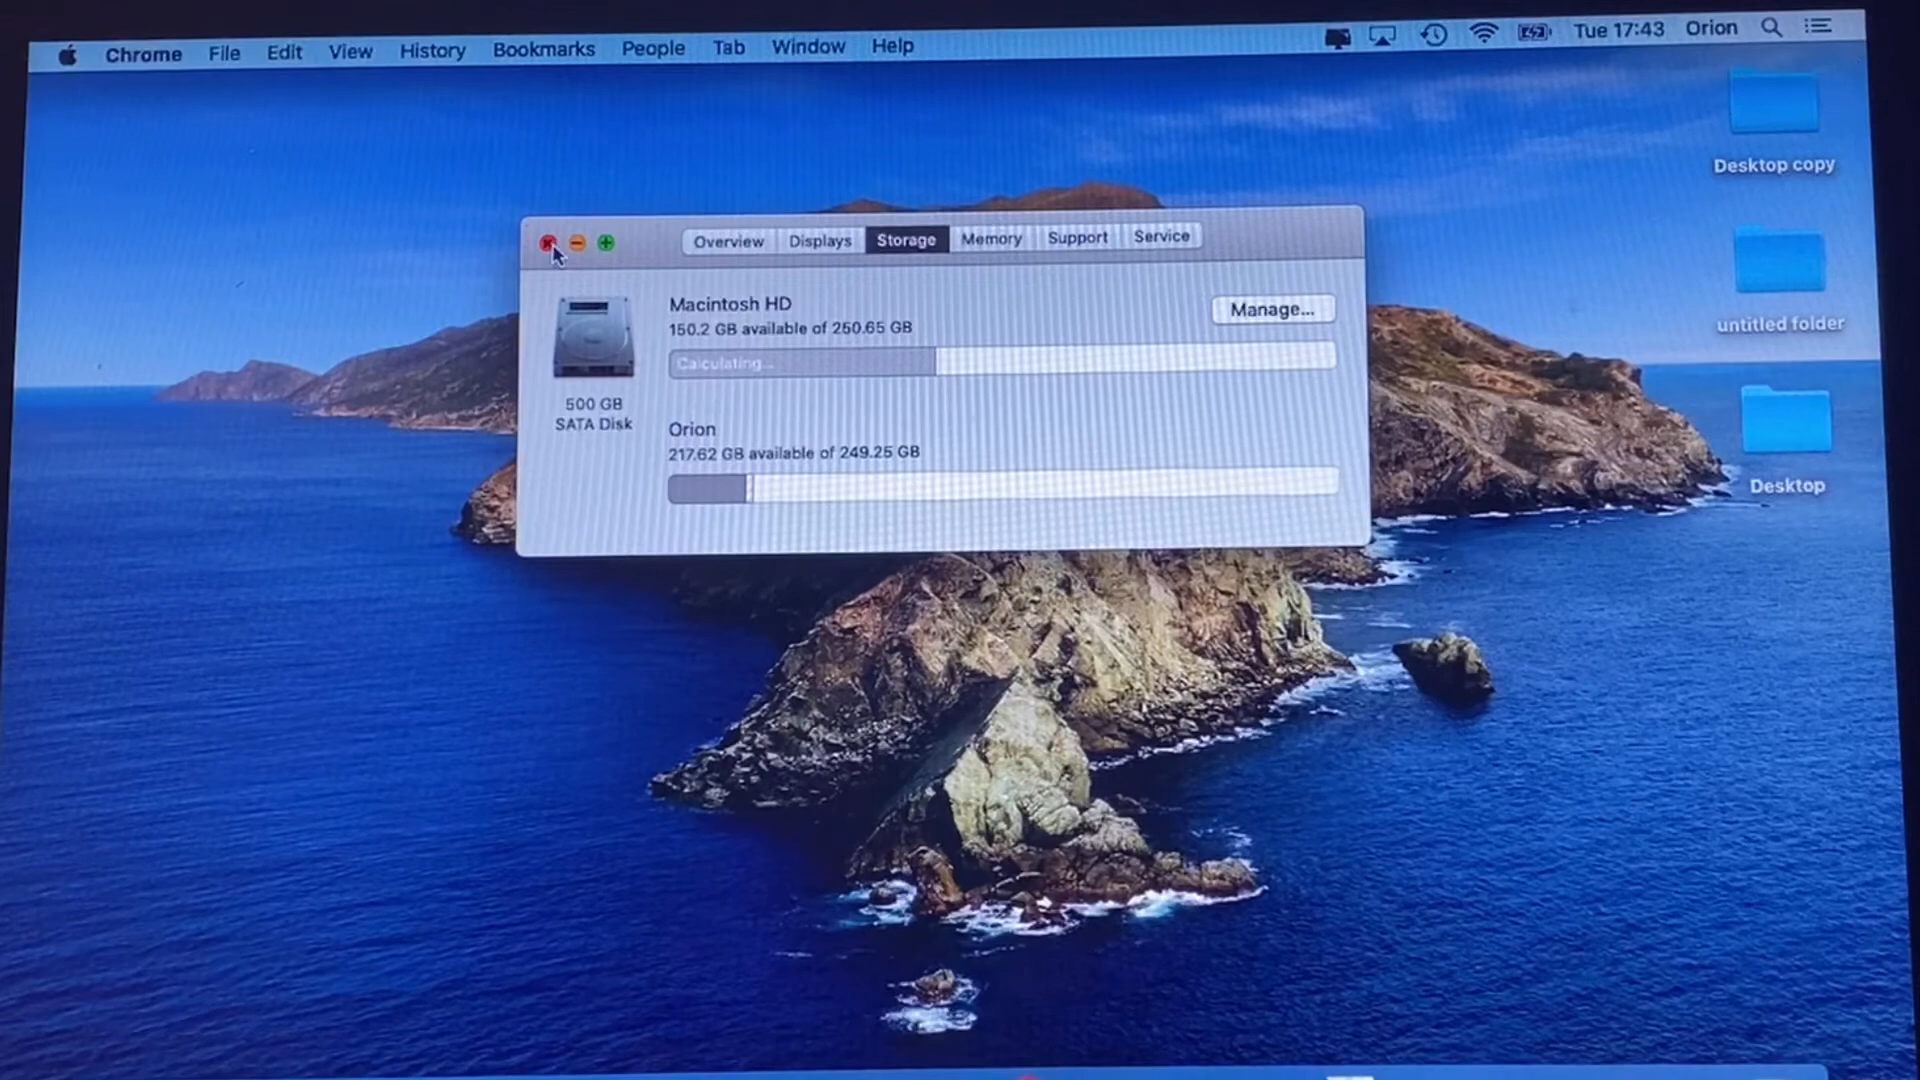 Chrome File Edit View History Bookmarks People Tab Window Help
Tue 17:43 Orion
Desktop copy
untitled folder
Desktop
Overview Displays Storage Memory Support Service
Macintosh HD
150.2 GB available of 250.65 GB
Manage...
Calculating...
500 GB
SATA Disk
Orion
217.62 GB available of 249.25 GB